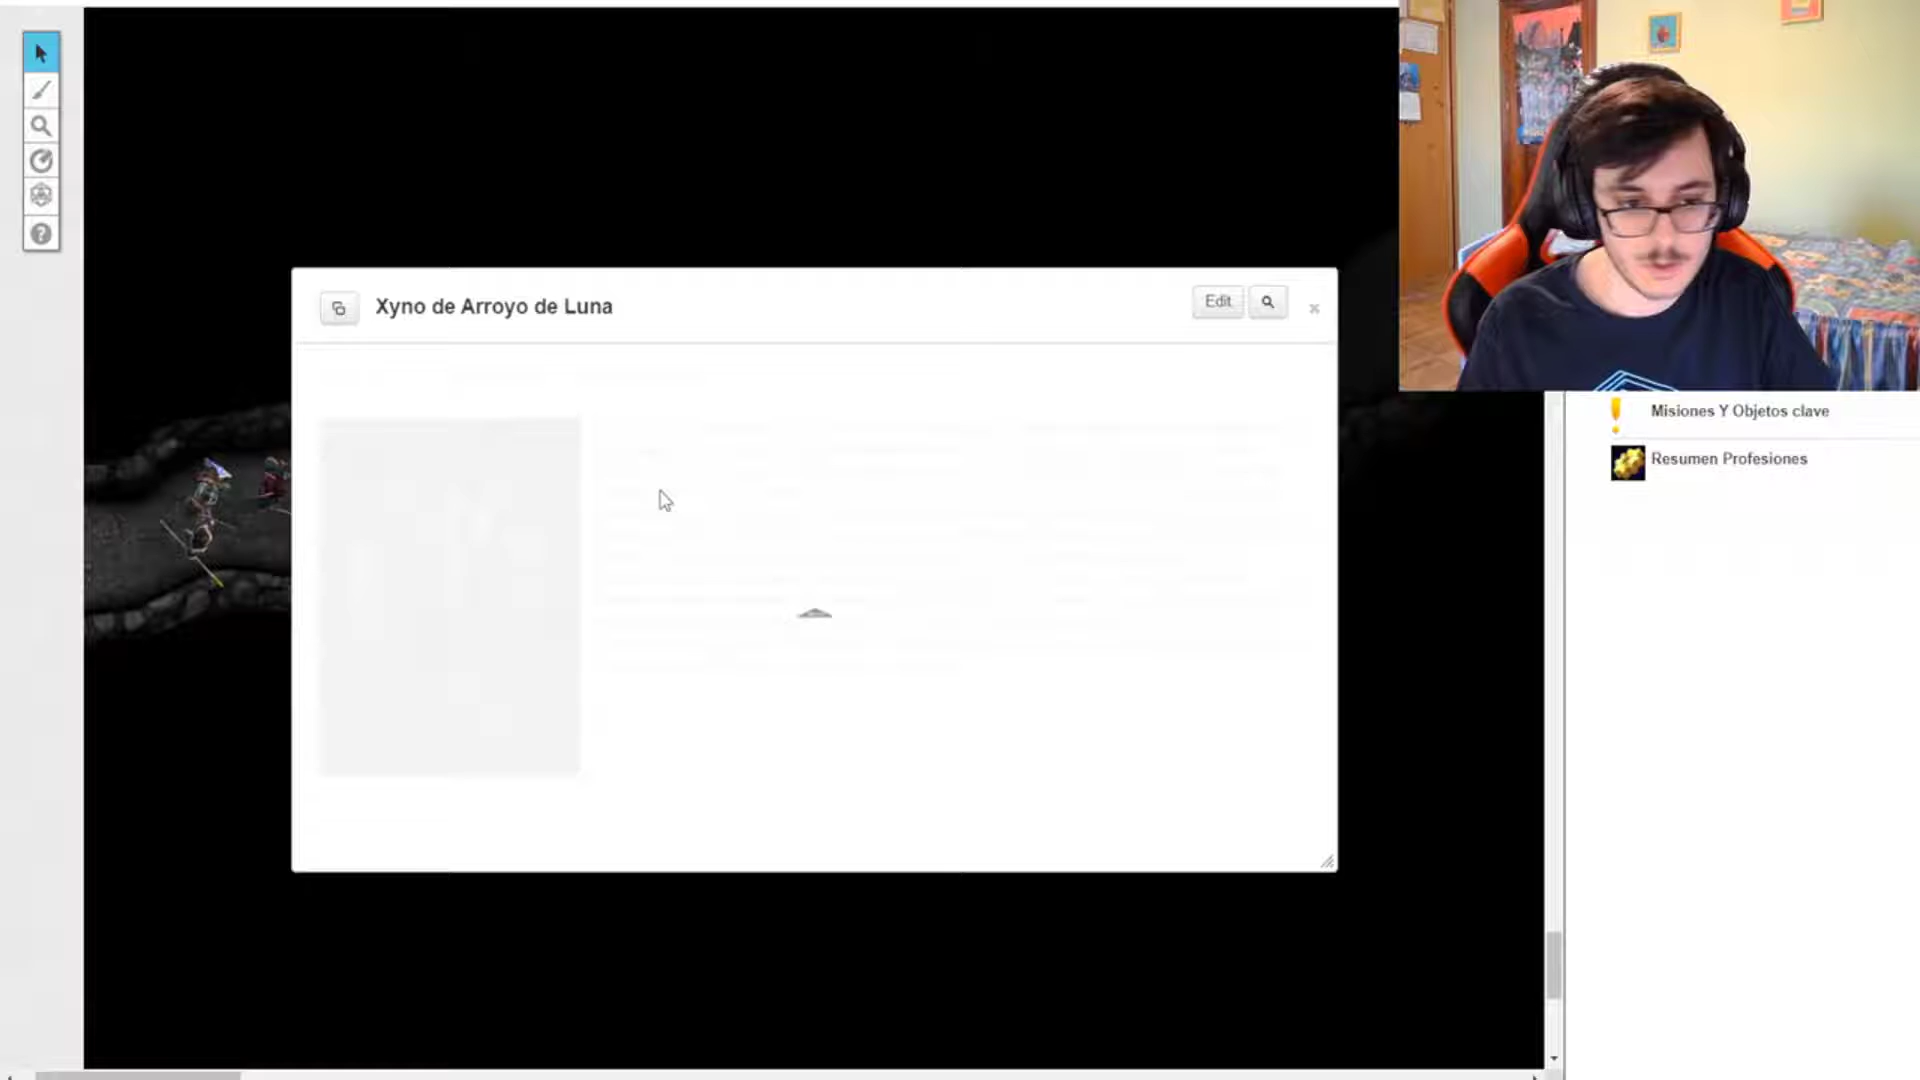 Xyno de Arroyo de Luna
Edit
Misiones Y Objetos clave
Resumen Profesiones